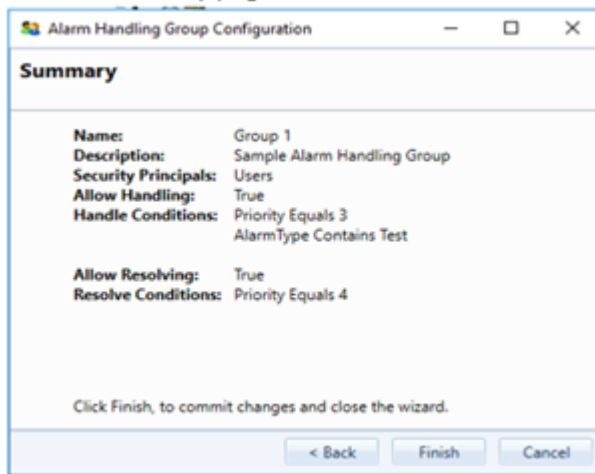 Alarm Handling Group Configuration
Summary
Name: Group 1
Description: Sample Alarm Handling Group
Security Principals: Users
Allow Handling: True
Handle Conditions: Priority Equals 3
AlarmType Contains Test
Allow Resolving: True
Resolve Conditions: Priority Equals 4
Click Finish, to commit changes and close the wizard.
< Back Finish Cancel